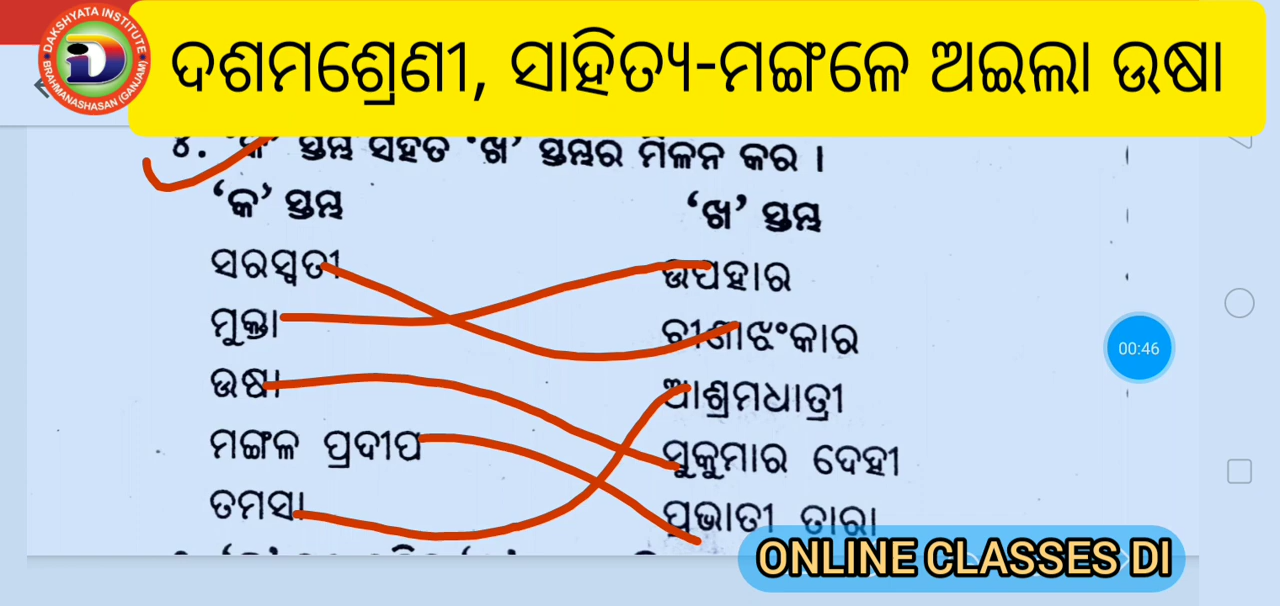 DAKSHYATA INSTITUTE
BRAHMANASHASAN (GANJAM)
ଦଶମଶ୍ରେଣୀ, ସାହିତ୍ୟ-ମଙ୍ଗଳେ ଅଇଲା ଉଷା
୪. ‘କ’ ସ୍ତମ୍ଭ ସହିତ ‘ଖ’ ସ୍ତମ୍ଭର ମିଳନ କର ।
‘କ’ ସ୍ତମ୍ଭ ‘ଖ’ ସ୍ତମ୍ଭ
ସରସ୍ୱତୀ ଉପହାର
ମୁକ୍ତା ବୀଣାଝଂକାର
ଉଷା ଆଶ୍ରମଧାତ୍ରୀ
ମଙ୍ଗଳ ପ୍ରଦୀପ ସୁକୁମାର ଦେହୀ
ତମସା ପ୍ରଭାତୀ ତାରା
00:46
ONLINE CLASSES DI